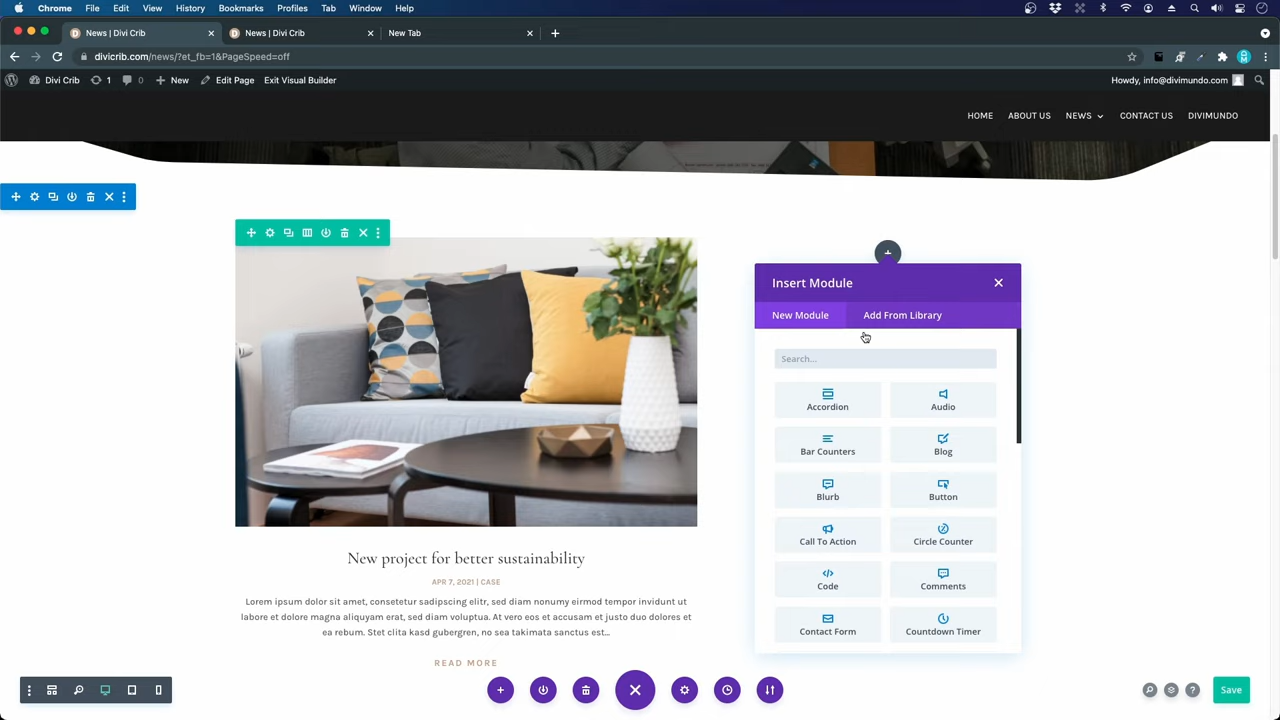 Chrome File Edit View History Bookmarks Profiles Tab Window Help
News | Divi Crib
News | Divi Crib
New Tab
divicrib.com/news/?et_fb=1&PageSpeed=off
Divi Crib 1 0 New Edit Page Exit Visual Builder Howdy, info@divimundo.com
HOME ABOUT US NEWS CONTACT US DIVIMUNDO
Insert Module
New Module Add From Library
Search...
Accordion Audio
Bar Counters Blog
Blurb Button
Call To Action Circle Counter
Code Comments
Contact Form Countdown Timer
New project for better sustainability
APR 7, 2021 | CASE
Lorem ipsum dolor sit amet, consetetur sadipscing elitr, sed diam nonumy eirmod tempor invidunt ut
labore et dolore magna aliquyam erat, sed diam voluptua. At vero eos et accusam et justo duo dolores et
ea rebum. Stet clita kasd gubergren, no sea takimata sanctus est...
READ MORE
Save